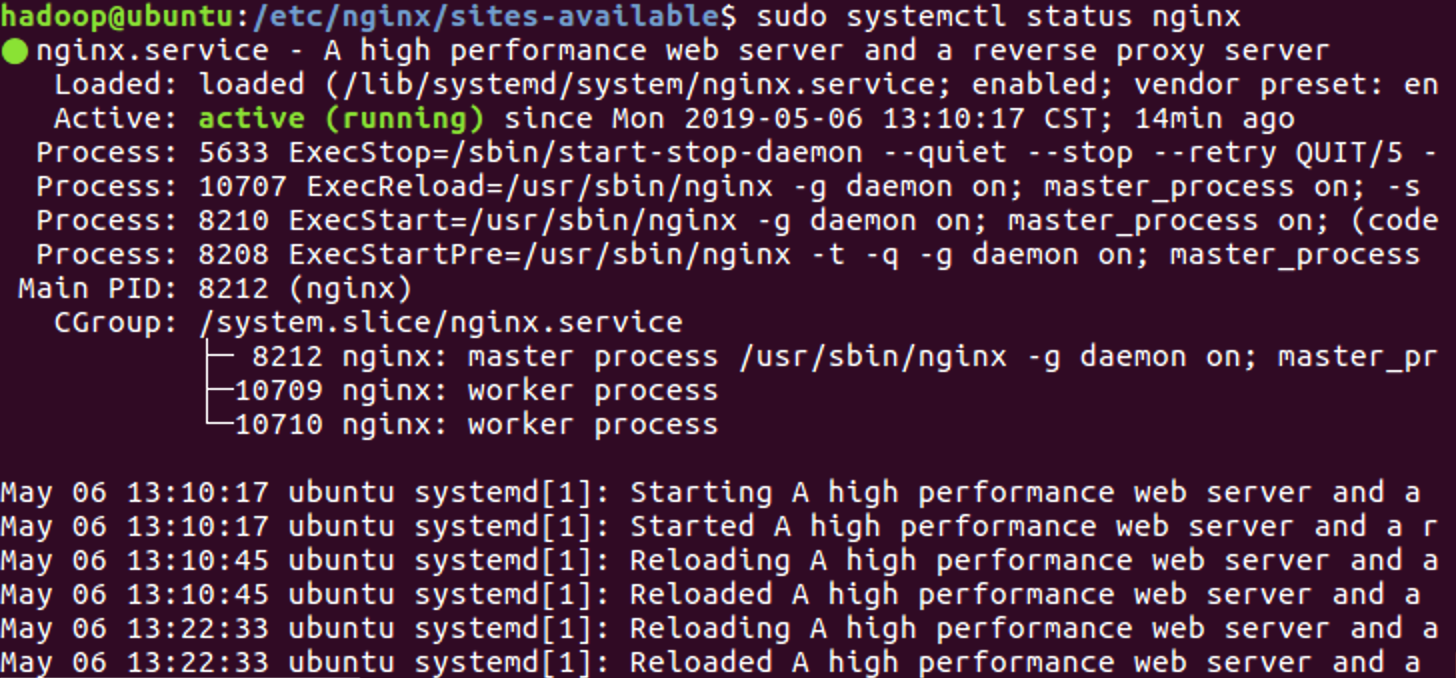 hadoop@ubuntu:/etc/nginx/sites-available$ sudo systemctl status nginx
● nginx.service - A high performance web server and a reverse proxy server
   Loaded: loaded (/lib/systemd/system/nginx.service; enabled; vendor preset: en
   Active: active (running) since Mon 2019-05-06 13:10:17 CST; 14min ago
  Process: 5633 ExecStop=/sbin/start-stop-daemon --quiet --stop --retry QUIT/5 -
  Process: 10707 ExecReload=/usr/sbin/nginx -g daemon on; master_process on; -s
  Process: 8210 ExecStart=/usr/sbin/nginx -g daemon on; master_process on; (code
  Process: 8208 ExecStartPre=/usr/sbin/nginx -t -q -g daemon on; master_process
 Main PID: 8212 (nginx)
   CGroup: /system.slice/nginx.service
           ├─ 8212 nginx: master process /usr/sbin/nginx -g daemon on; master_pr
           ├─10709 nginx: worker process
           └─10710 nginx: worker process
May 06 13:10:17 ubuntu systemd[1]: Starting A high performance web server and a
May 06 13:10:17 ubuntu systemd[1]: Started A high performance web server and a r
May 06 13:10:45 ubuntu systemd[1]: Reloading A high performance web server and a
May 06 13:10:45 ubuntu systemd[1]: Reloaded A high performance web server and a
May 06 13:22:33 ubuntu systemd[1]: Reloading A high performance web server and a
May 06 13:22:33 ubuntu systemd[1]: Reloaded A high performance web server and a